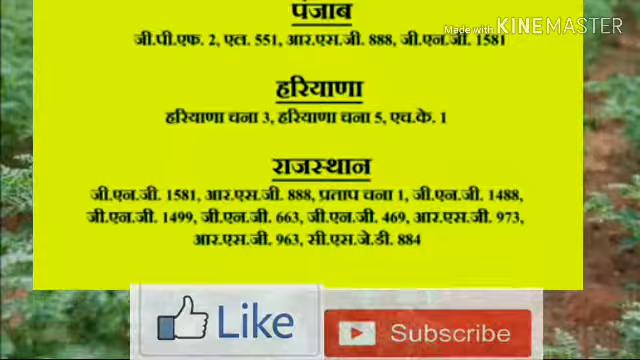 पंजाब
Made with KINEMASTER
जी.पी.एफ. 2, एल. 551, आर.एस.जी. 888, जी.एन.जी. 1581
हरियाणा
हरियाणा चना 3, हरियाणा चना 5, एच.के. 1
राजस्थान
जी.एन.जी. 1581, आर.एस.जी. 888, प्रताप चना 1, जी.एन.जी. 1488,
जी.एन.जी. 1499, जी.एन.जी. 663, जी.एन.जी. 469, आर.एस.जी. 973,
आर.एस.जी. 963, सी.एस.जे.डी. 884
Like
Subscribe